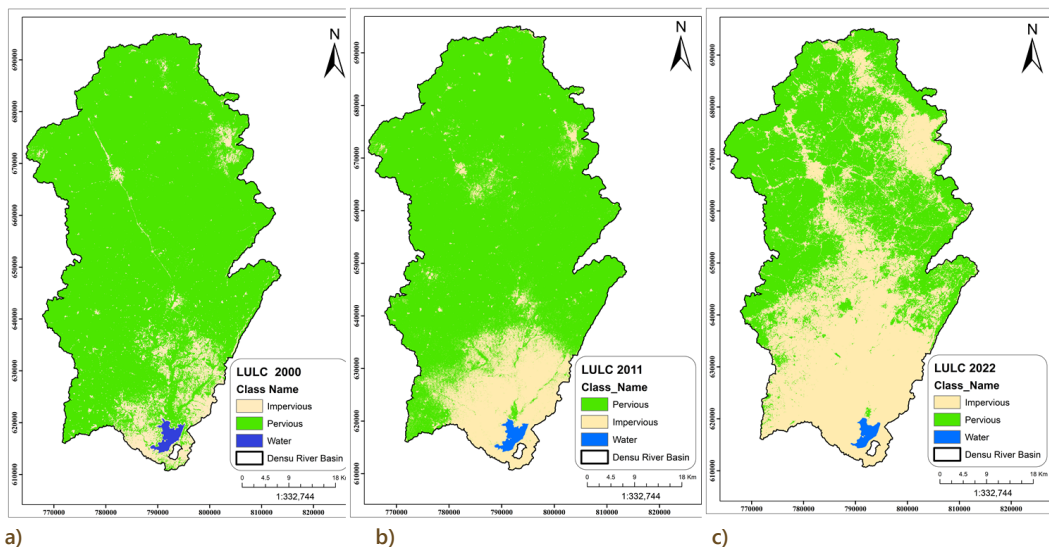 N
LULC 2000
Class Name
Impervious
Pervious
Water
Densu River Basin
0 4.5 9 18 Km
1:332,744
690000
680000
670000
660000
650000
640000
630000
620000
610000
770000 780000 790000 800000 810000 820000
a)
N
LULC 2011
Class_Name
Pervious
Impervious
Water
Densu River Basin
0 4.5 9 18 Km
1:332,744
690000
680000
670000
660000
650000
640000
630000
620000
610000
770000 780000 790000 800000 810000 820000
b)
N
LULC 2022
Class_Name
Impervious
Pervious
Water
Densu River Basin
0 4.5 9 18 Km
1:332,744
690000
680000
670000
660000
650000
640000
630000
620000
610000
770000 780000 790000 800000 810000 820000
c)